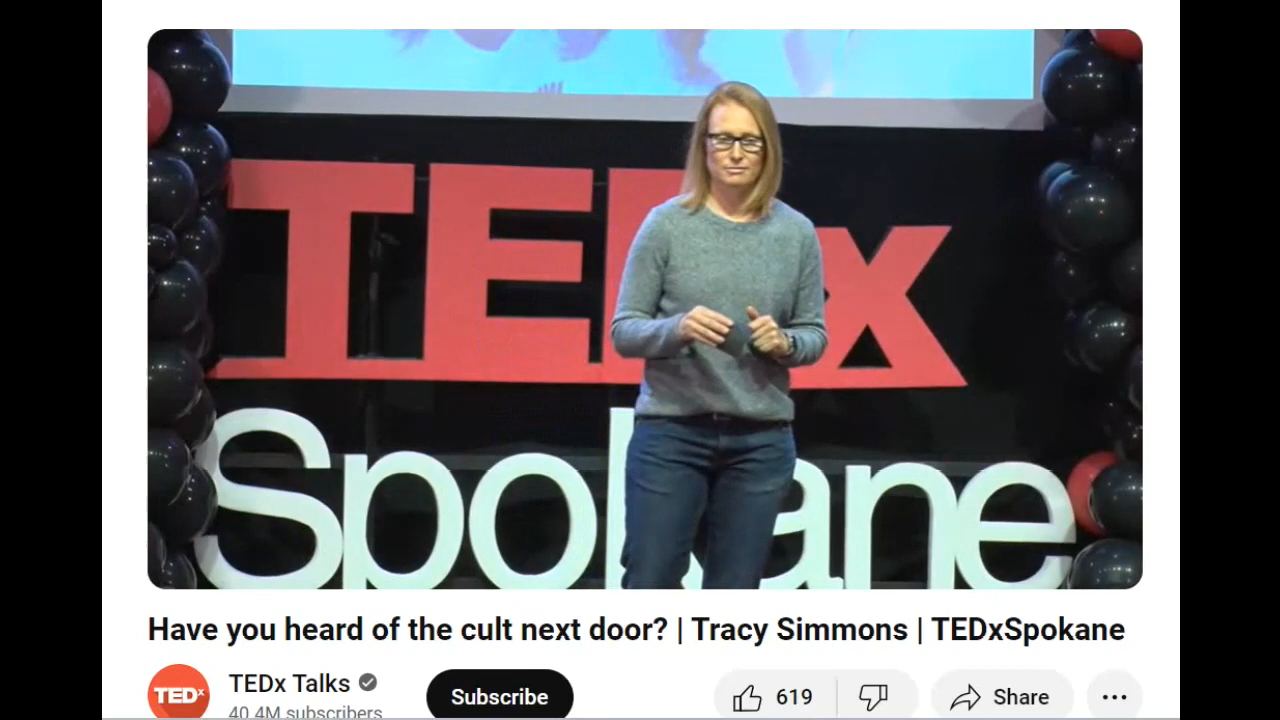 TEDx
Spokane
Have you heard of the cult next door? | Tracy Simmons | TEDxSpokane
TEDx
TEDx Talks
40.4M subscribers
Subscribe
619
Share